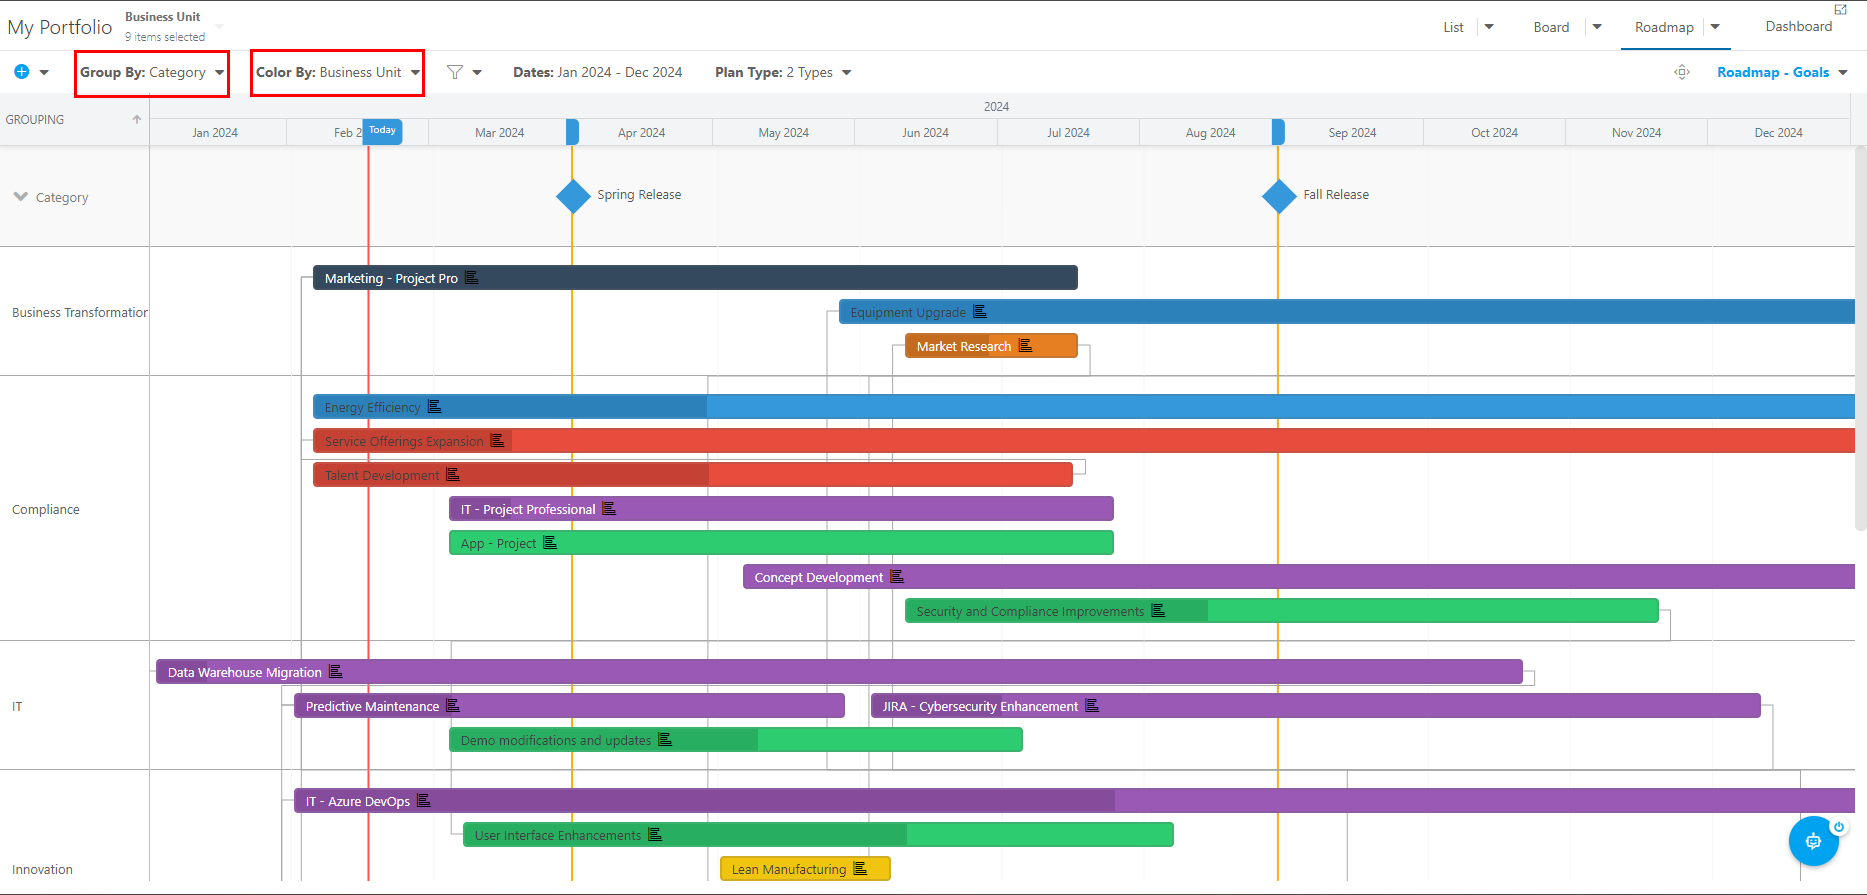 My Portfolio
Business Unit
9 items selected
List
Board
Roadmap
Dashboard
Group By: Category
Color By: Business Unit
Dates: Jan 2024 - Dec 2024
Plan Type: 2 Types
Roadmap - Goals
GROUPING
2024
Jan 2024
Feb 2
Today
Mar 2024
Apr 2024
May 2024
Jun 2024
Jul 2024
Aug 2024
Sep 2024
Oct 2024
Nov 2024
Dec 2024
Category
Spring Release
Fall Release
Business Transformation
Marketing - Project Pro
Equipment Upgrade
Market Research
Compliance
Energy Efficiency
Service Offerings Expansion
Talent Development
IT - Project Professional
App - Project
Concept Development
Security and Compliance Improvements
IT
Data Warehouse Migration
Predictive Maintenance
JIRA - Cybersecurity Enhancement
Demo modifications and updates
Innovation
IT - Azure DevOps
User Interface Enhancements
Lean Manufacturing